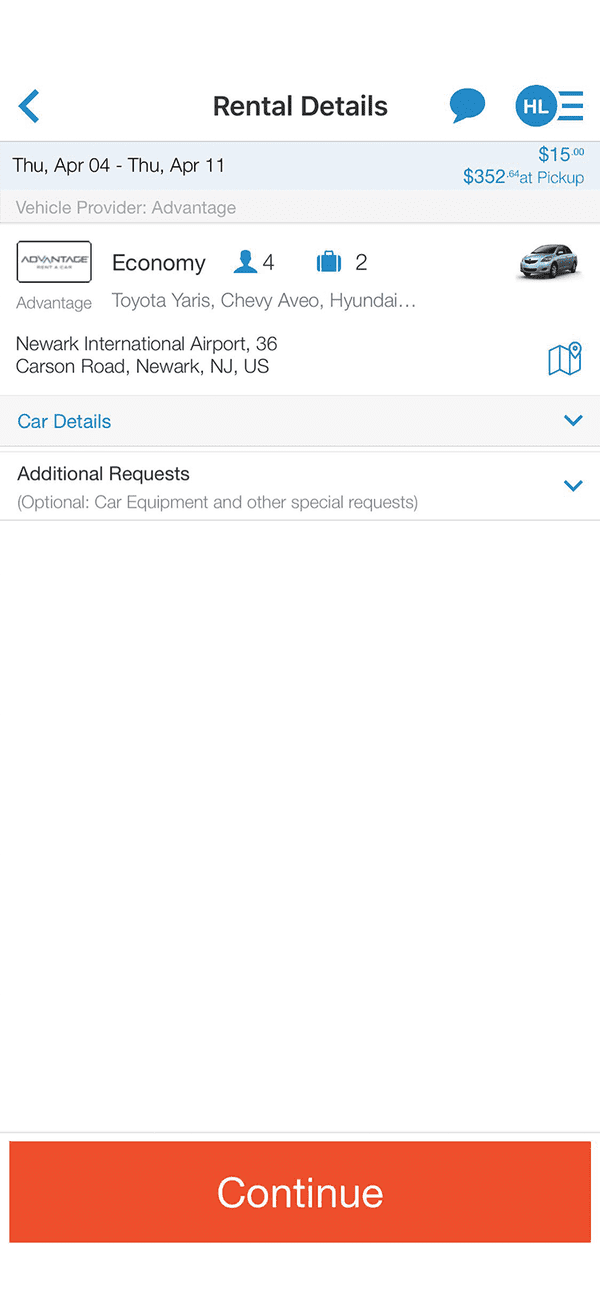 Rental Details
HL
Thu, Apr 04 - Thu, Apr 11
$15.00
$352.64at Pickup
Vehicle Provider: Advantage
ADVANTAGE
RENT A CAR
Economy
4
2
Advantage
Toyota Yaris, Chevy Aveo, Hyundai...
Newark International Airport, 36
Carson Road, Newark, NJ, US
Car Details
Additional Requests
(Optional: Car Equipment and other special requests)
Continue